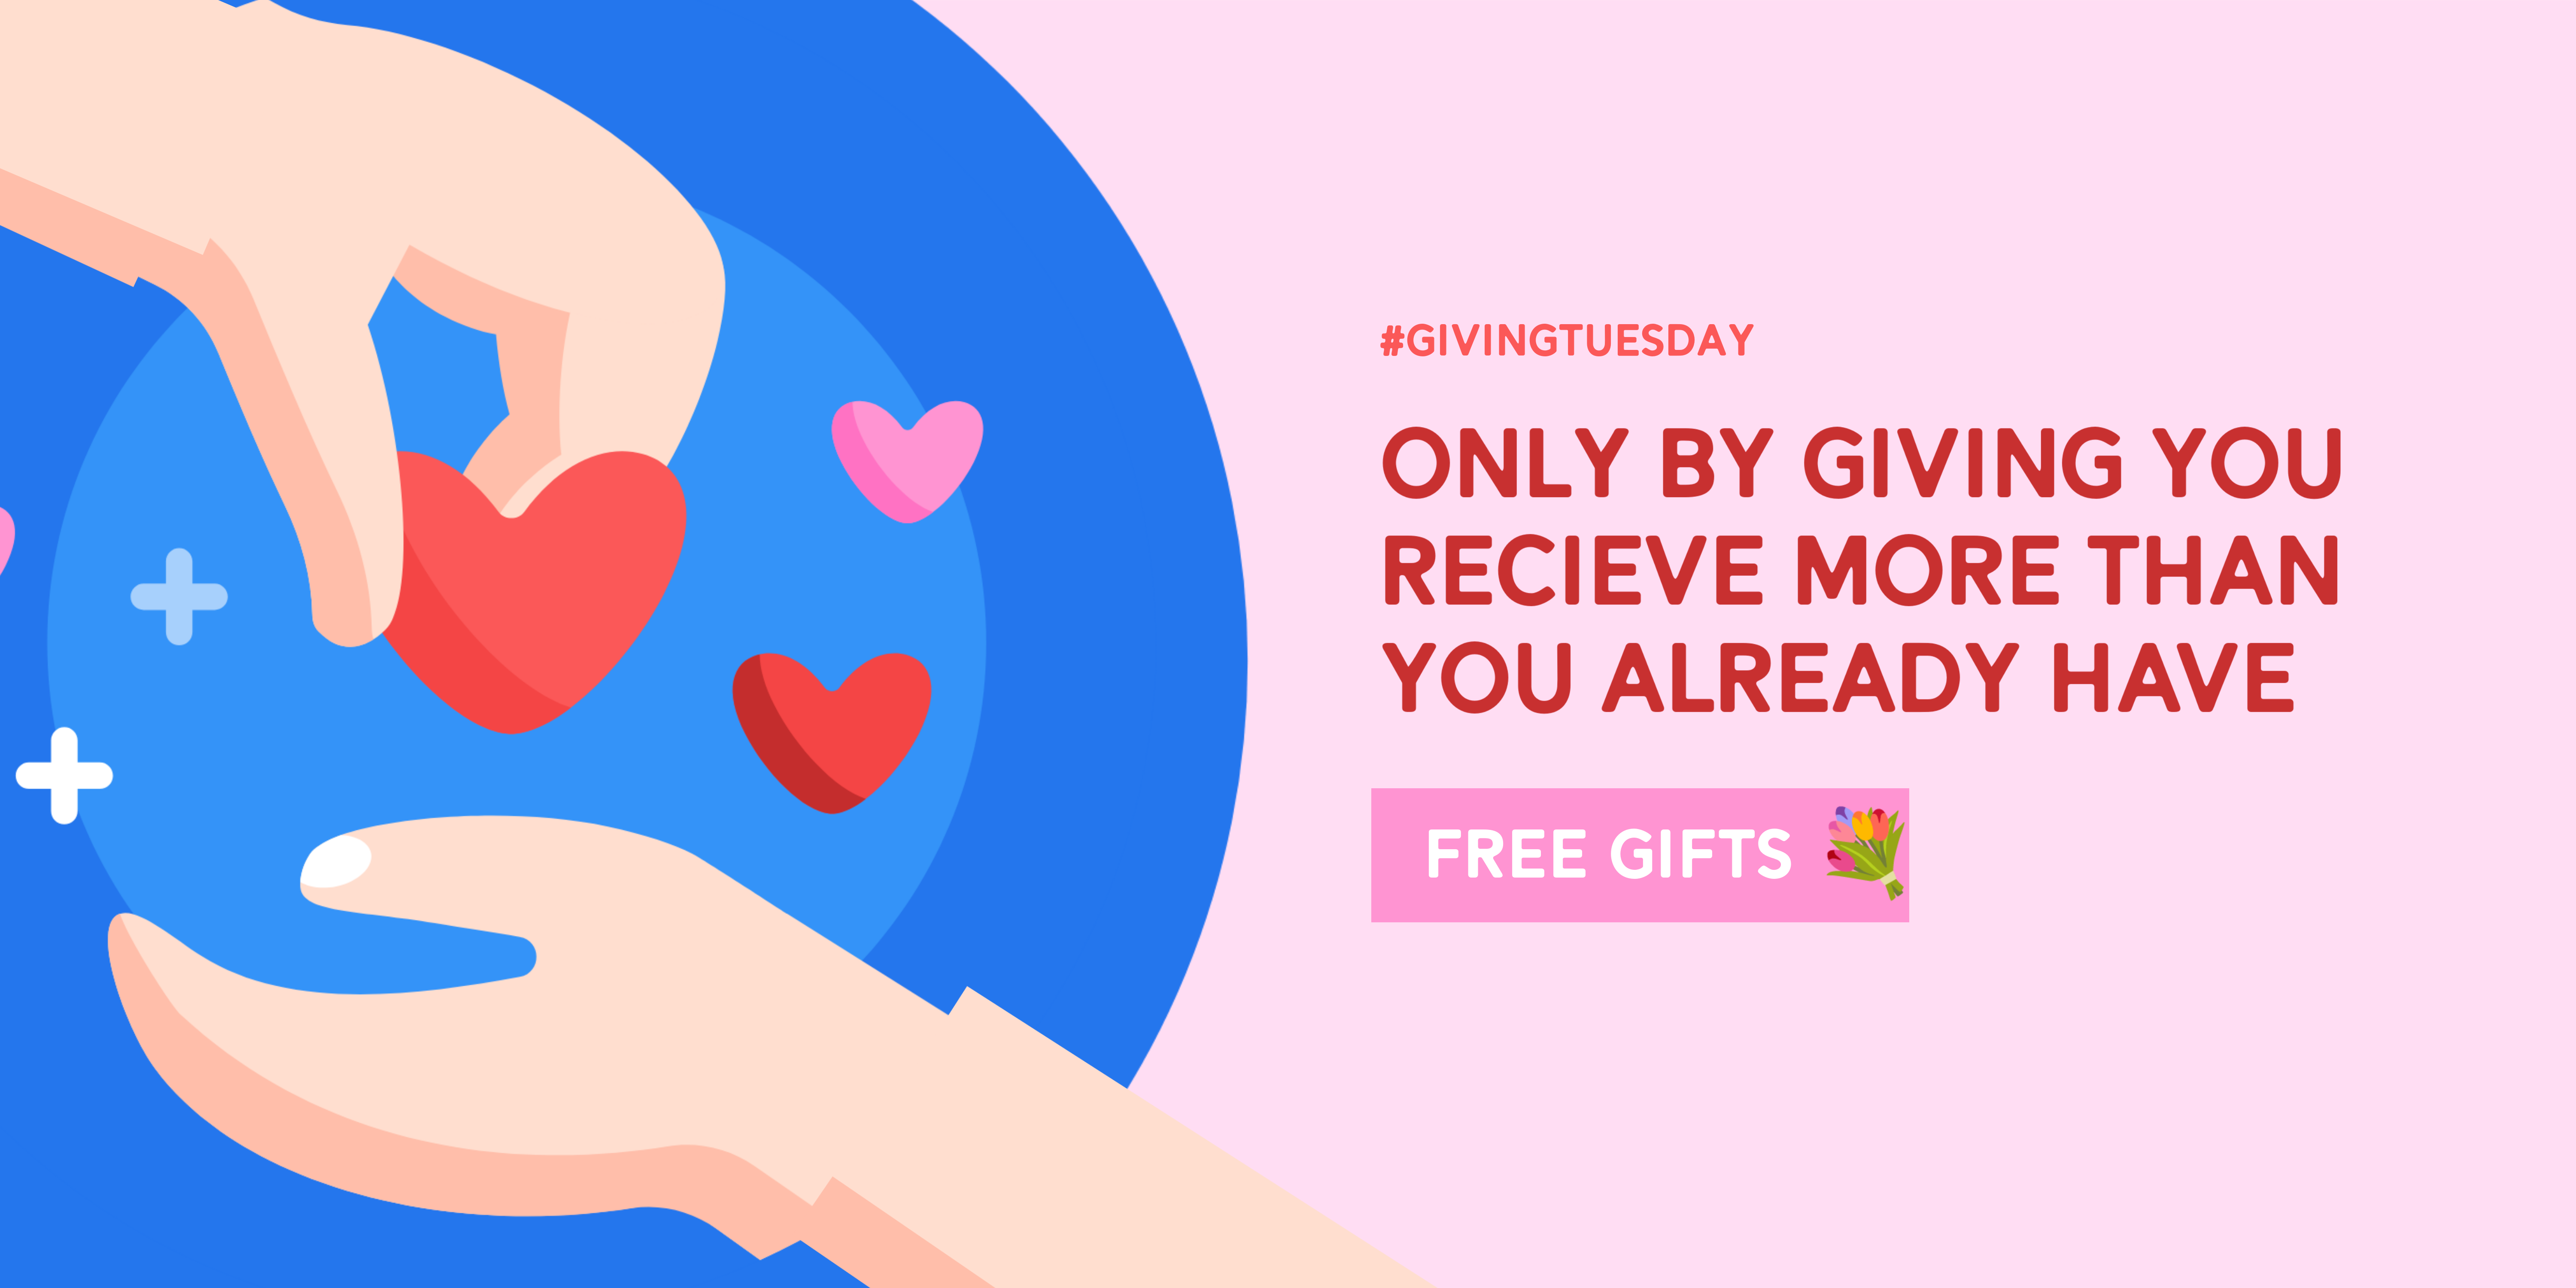 #GIVINGTUESDAY
ONLY BY GIVING YOU
RECIEVE MORE THAN
YOU ALREADY HAVE
FREE GIFTS